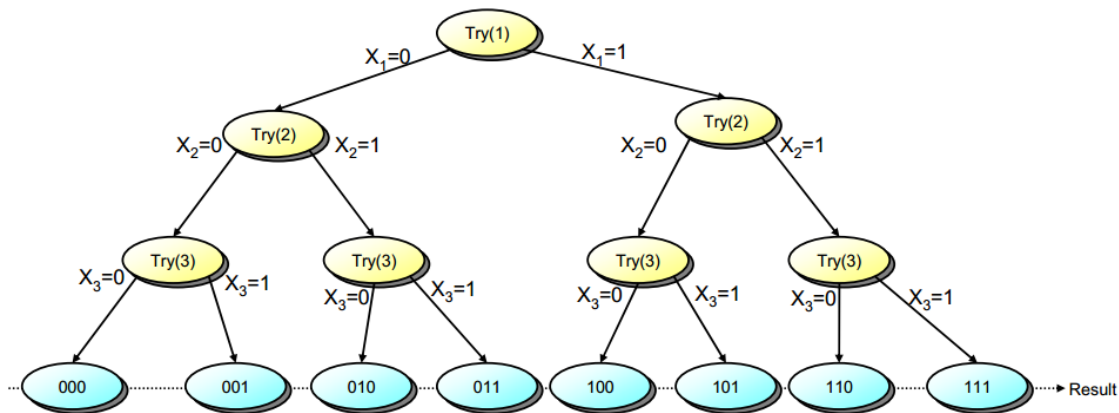 Try(1)
X₁=0 X₁=1
Try(2) Try(2)
X₂=0 X₂=1 X₂=0 X₂=1
Try(3) Try(3) Try(3) Try(3)
X₃=0 X₃=1 X₃=0 X₃=1 X₃=0 X₃=1 X₃=0 X₃=1
000 001 010 011 100 101 110 111 Result